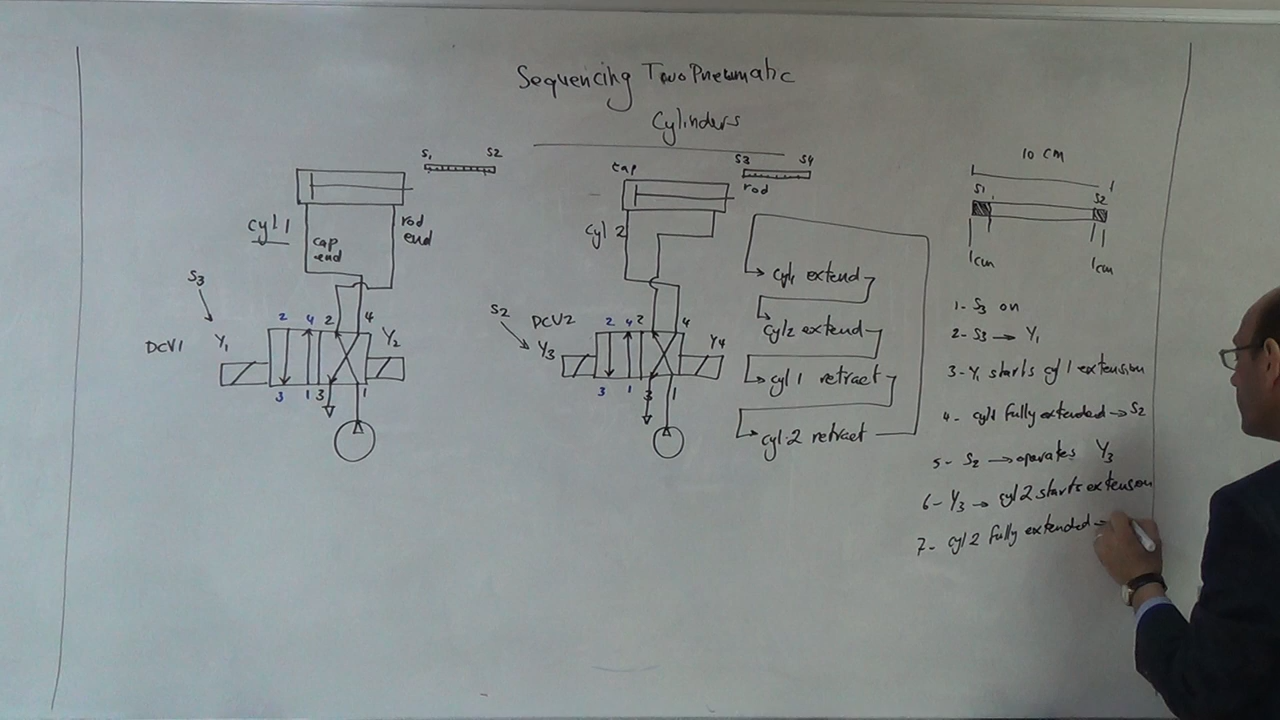 Sequencing Two Pneumatic
Cylinders
S1 S2
cap
S3 S4
rod
10 cm
S1 S2
1cm 1cm
cyl 1
cap
end
rod
end
cyl 2
S3
DCV1 Y1
2 4 2 4
Y2
3 1 3 1
S2
DCV2
Y3
2 4 2 4
Y4
3 1 3 1
cyl1 extend
cyl2 extend
cyl 1 retract
cyl.2 retract
1- S3 on
2- S3 → Y1
3- Y1 starts cyl 1 extension
4- cyl1 fully extended → S2
5- S2 → operates Y3
6- Y3 → cyl 2 starts extension
7- cyl 2 fully extended →